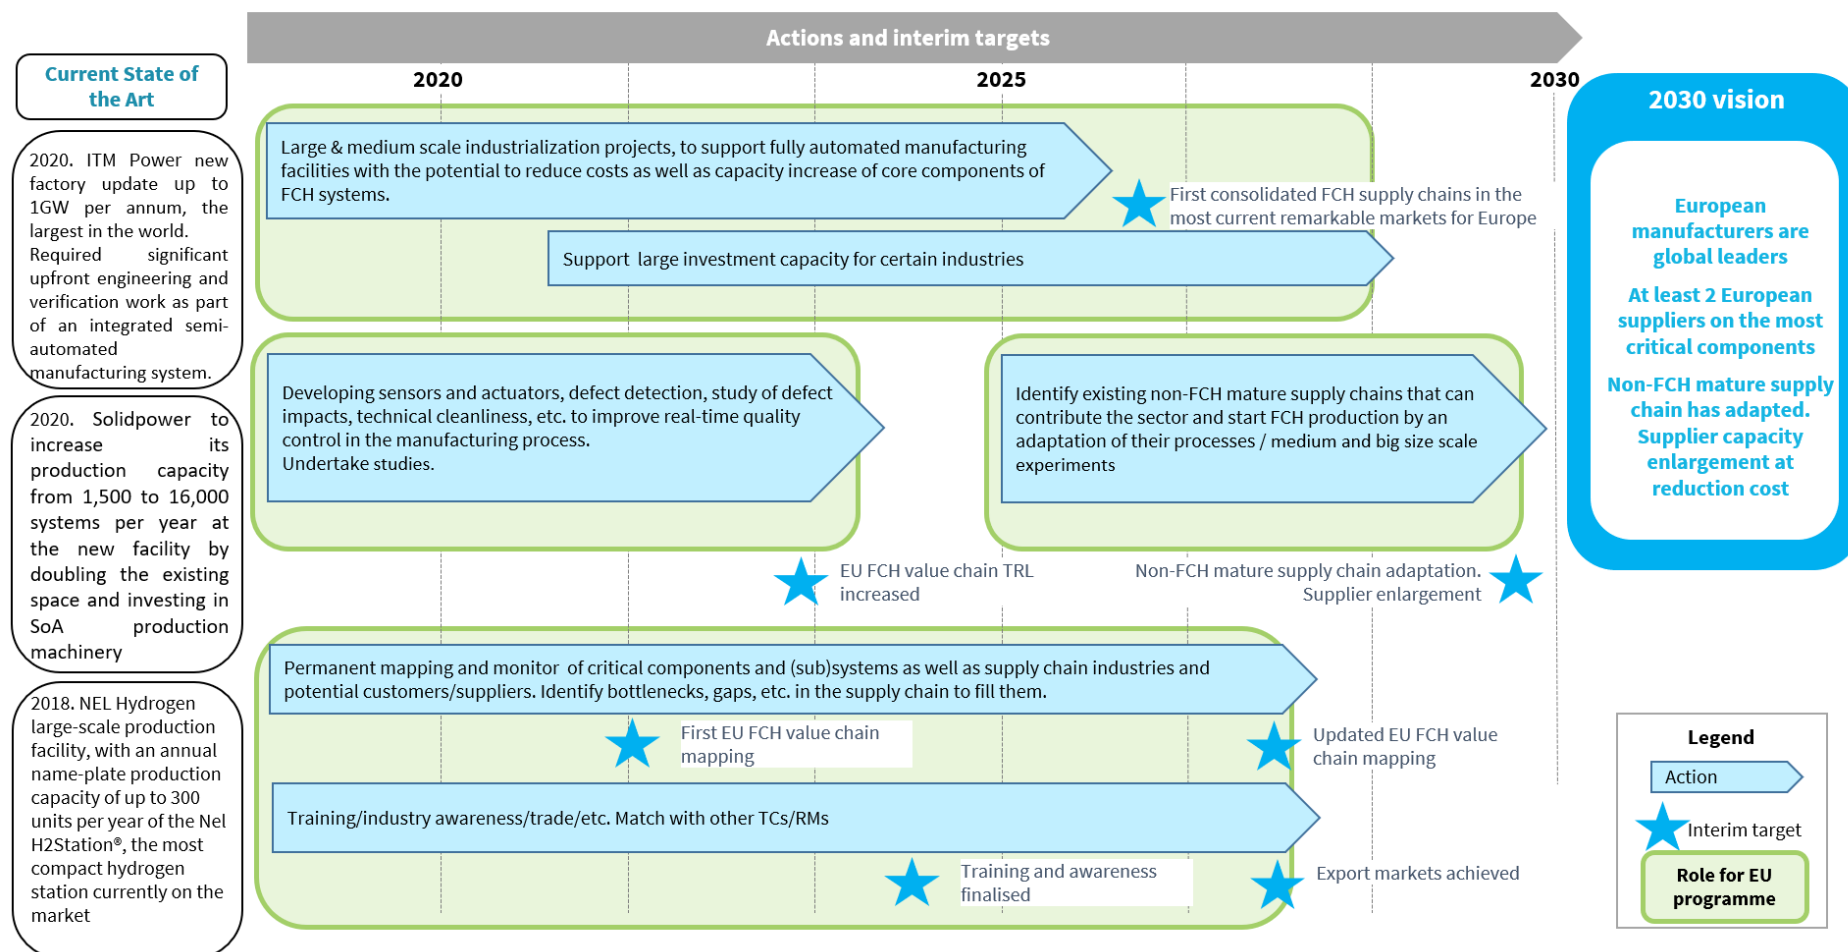 Actions and interim targets
2020
2025
2030
Current State of
the Art
2020. ITM Power new
factory update up to
1GW per annum, the
largest in the world.
Required significant
upfront engineering and
verification work as part
of an integrated semi-
automated
manufacturing system.
2020. Solidpower to
increase its
production capacity
from 1,500 to 16,000
systems per year at
the new facility by
doubling the existing
space and investing in
SoA production
machinery
2018. NEL Hydrogen
large-scale production
facility, with an annual
name-plate production
capacity of up to 300
units per year of the Nel
H2Station®, the most
compact hydrogen
station currently on the
market
Large & medium scale industrialization projects, to support fully automated manufacturing
facilities with the potential to reduce costs as well as capacity increase of core components of
FCH systems.
First consolidated FCH supply chains in the
most current remarkable markets for Europe
Support large investment capacity for certain industries
Developing sensors and actuators, defect detection, study of defect
impacts, technical cleanliness, etc. to improve real-time quality
control in the manufacturing process.
Undertake studies.
Identify existing non-FCH mature supply chains that can
contribute the sector and start FCH production by an
adaptation of their processes / medium and big size scale
experiments
EU FCH value chain TRL
increased
Non-FCH mature supply chain adaptation.
Supplier enlargement
Permanent mapping and monitor of critical components and (sub)systems as well as supply chain industries and
potential customers/suppliers. Identify bottlenecks, gaps, etc. in the supply chain to fill them.
First EU FCH value chain
mapping
Updated EU FCH value
chain mapping
Training/industry awareness/trade/etc. Match with other TCs/RMs
Training and awareness
finalised
Export markets achieved
2030 vision
European
manufacturers are
global leaders
At least 2 European
suppliers on the most
critical components
Non-FCH mature supply
chain has adapted.
Supplier capacity
enlargement at
reduction cost
Legend
Action
Interim target
Role for EU
programme